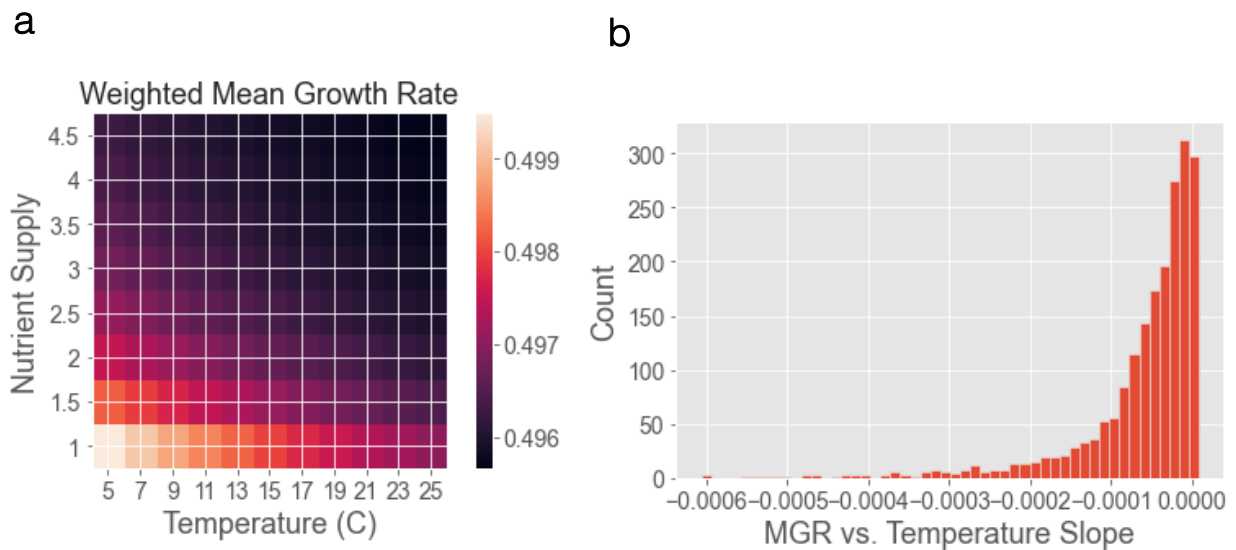 a
Weighted Mean Growth Rate
Nutrient Supply
4.5
4
3.5
3
2.5
2
1.5
1
5 7 9 11 13 15 17 19 21 23 25
Temperature (C)
0.499
0.498
0.497
0.496
b
Count
300
250
200
150
100
50
0
−0.0006 −0.0005 −0.0004 −0.0003 −0.0002 −0.0001 0.0000
MGR vs. Temperature Slope